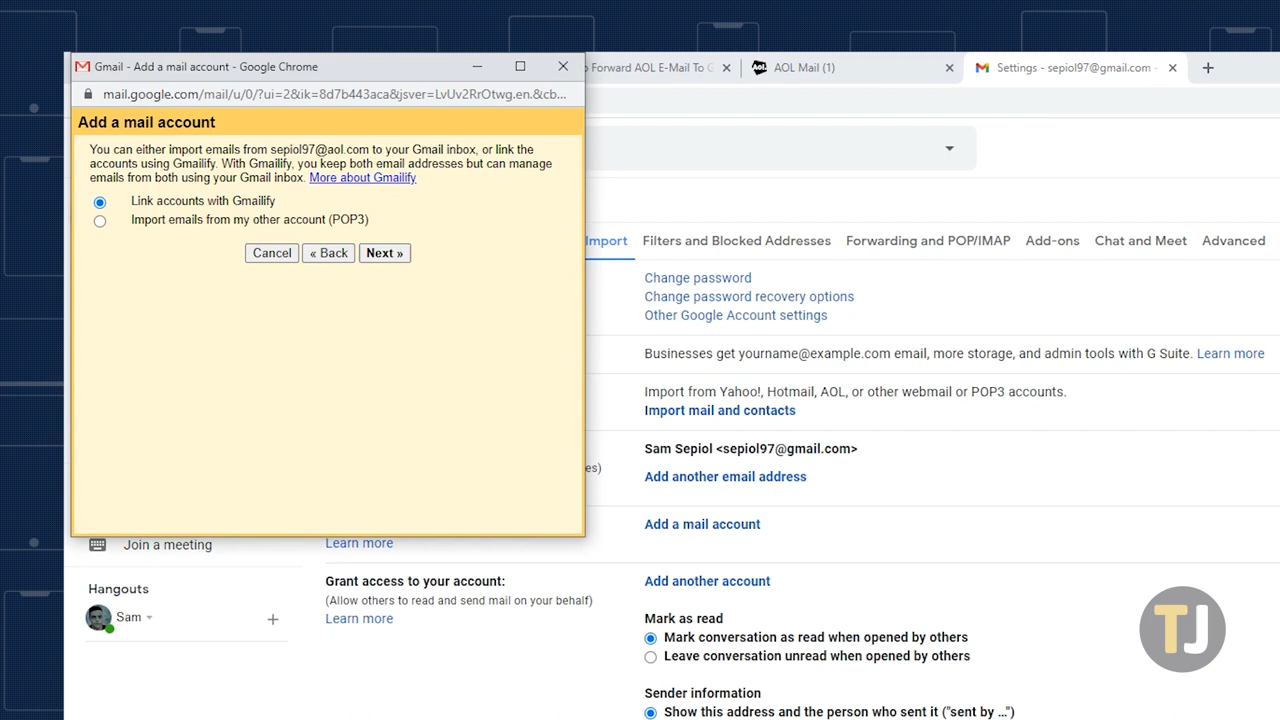 Gmail - Add a mail account - Google Chrome
mail.google.com/mail/u/0/?ui=2&ik=8d7b443aca&jsver=LvUv2RrOtwg.en.&cb...
Add a mail account
You can either import emails from sepiol97@aol.com to your Gmail inbox, or link the
accounts using Gmailify. With Gmailify, you keep both email addresses but can manage
emails from both using your Gmail inbox. More about Gmailify
Link accounts with Gmailify
Import emails from my other account (POP3)
Cancel
« Back
Next »
Forward AOL E-Mail To G
Aol.
AOL Mail (1)
Settings - sepiol97@gmail.com -
Import
Filters and Blocked Addresses
Forwarding and POP/IMAP
Add-ons
Chat and Meet
Advanced
Change password
Change password recovery options
Other Google Account settings
Businesses get yourname@example.com email, more storage, and admin tools with G Suite. Learn more
Import from Yahoo!, Hotmail, AOL, or other webmail or POP3 accounts.
Import mail and contacts
Sam Sepiol <sepiol97@gmail.com>
es)
Add another email address
Add a mail account
Join a meeting
Learn more
Hangouts
Sam
Grant access to your account:
(Allow others to read and send mail on your behalf)
Learn more
Add another account
Mark as read
Mark conversation as read when opened by others
Leave conversation unread when opened by others
Sender information
Show this address and the person who sent it ("sent by ...")
TJ